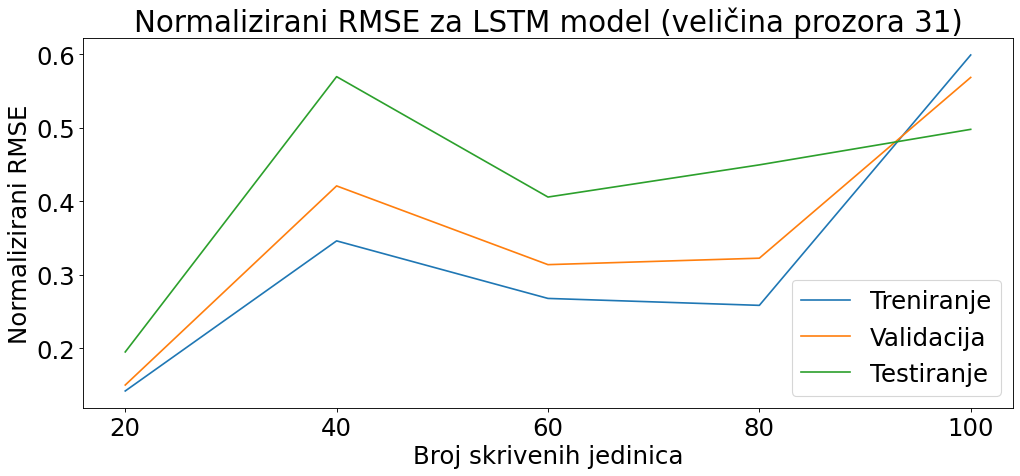 Normalizirani RMSE za LSTM model (veličina prozora 31)
Normalizirani RMSE
0.6
0.5
0.4
0.3
0.2
20 40 60 80 100
Broj skrivenih jedinica
Treniranje
Validacija
Testiranje